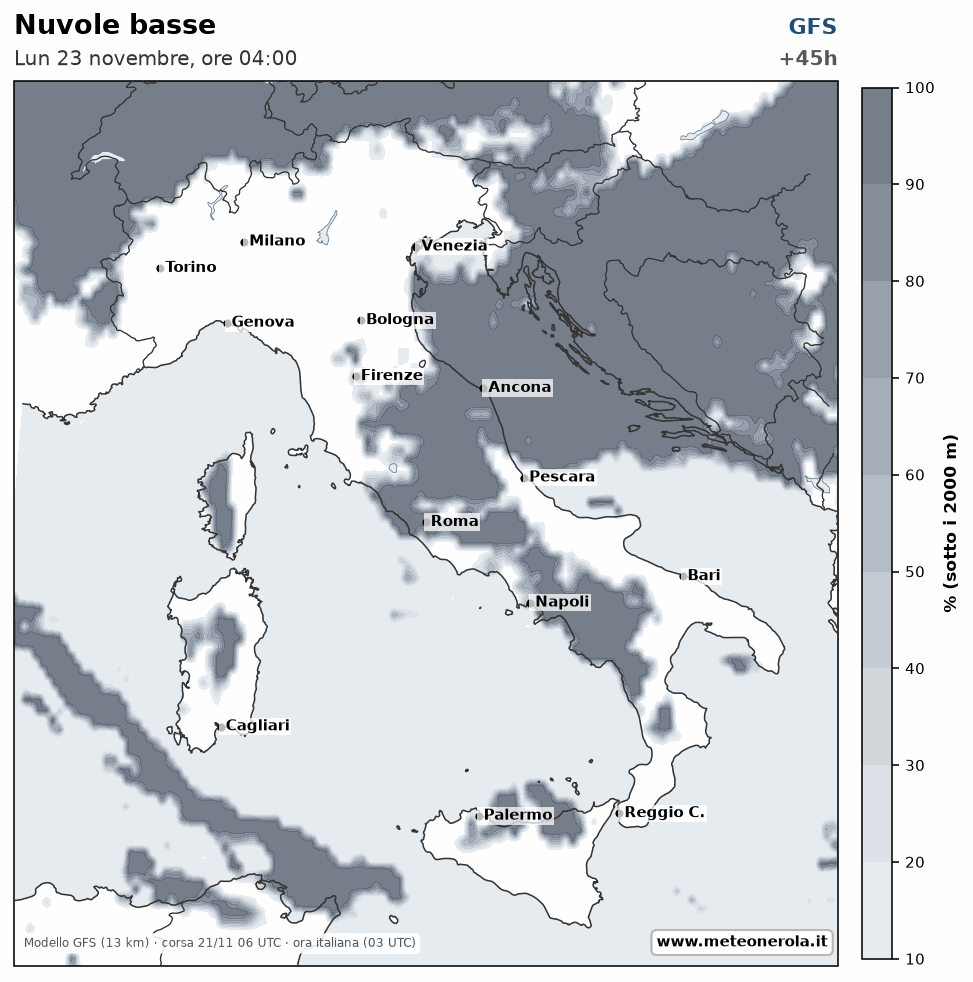 Nuvole basse
GFS
Lun 23 novembre, ore 04:00
+45h
100
90
80
70
60
50
40
30
20
10
% (sotto i 2000 m)
Milano
Venezia
Torino
Genova
Bologna
Firenze
Ancona
Pescara
Roma
Bari
Napoli
Cagliari
Palermo
Reggio C.
Modello GFS (13 km) · corsa 21/11 06 UTC · ora italiana (03 UTC)
www.meteonerola.it